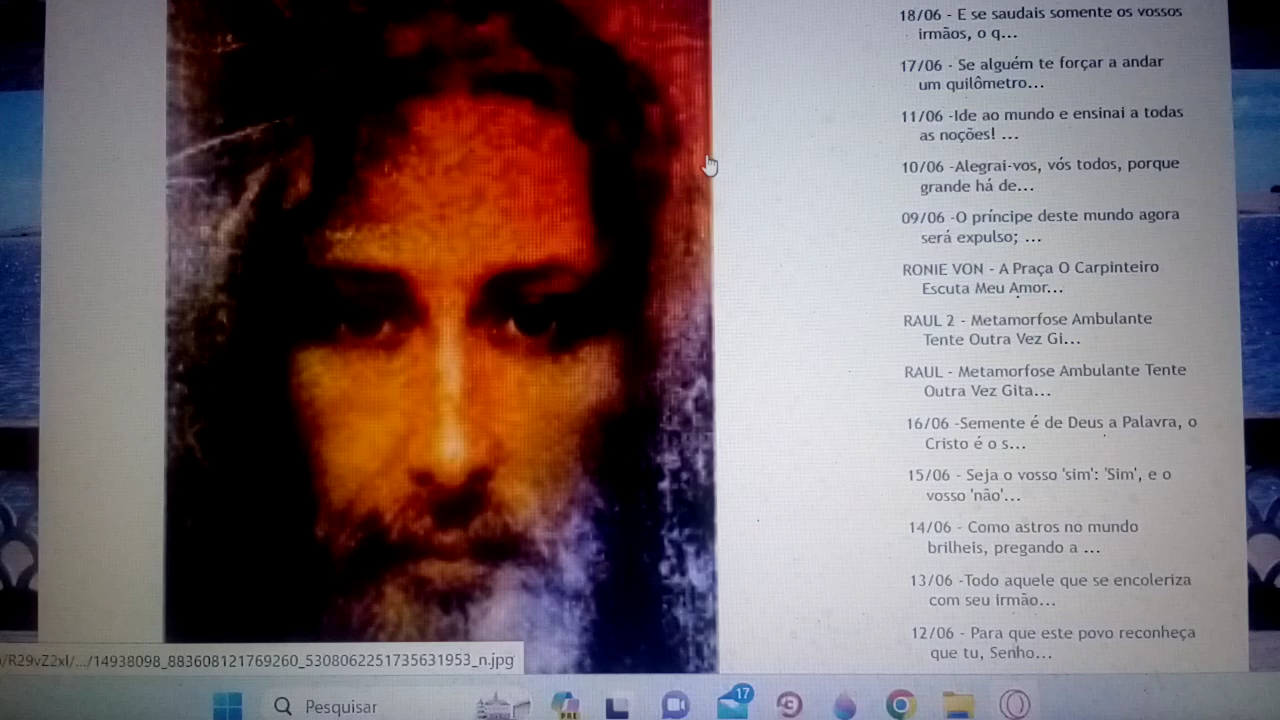 18/06 - E se saudais somente os vossos
irmãos, o q...
17/06 - Se alguém te forçar a andar
um quilômetro...
11/06 -Ide ao mundo e ensinai a todas
as noções! ...
10/06 -Alegrai-vos, vós todos, porque
grande há de...
09/06 -O príncipe deste mundo agora
será expulso; ...
RONIE VON - A Praça O Carpinteiro
Escuta Meu Amor...
RAUL 2 - Metamorfose Ambulante
Tente Outra Vez Gi...
RAUL - Metamorfose Ambulante Tente
Outra Vez Gita...
16/06 -Semente é de Deus a Palavra, o
Cristo é o s...
15/06 - Seja o vosso 'sim': 'Sim', e o
vosso 'não'...
14/06 - Como astros no mundo
brilheis, pregando a ...
13/06 -Todo aquele que se encoleriza
com seu irmão...
12/06 - Para que este povo reconheça
que tu, Senho...
/R29vZ2xl/.../14938098_883608121769260_5308062251735631953_n.jpg
Pesquisar
PRE
17